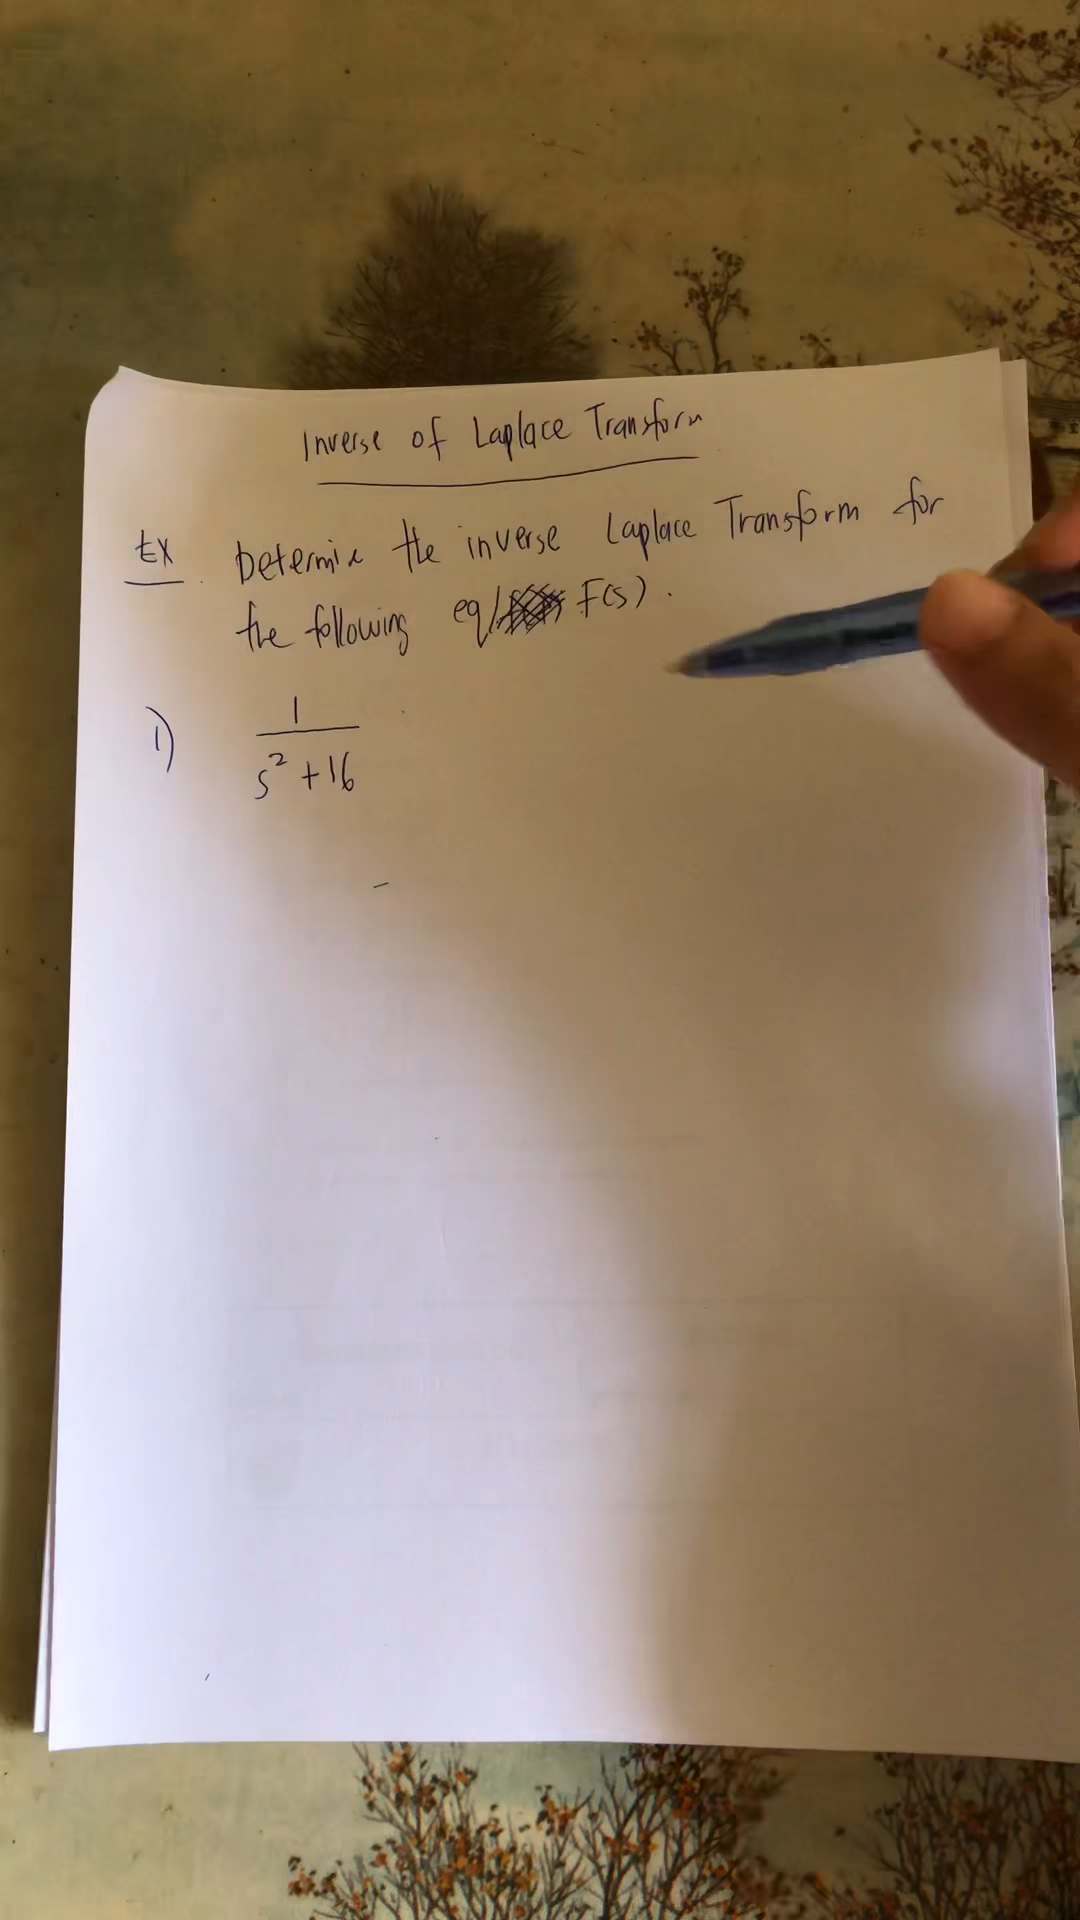 Inverse of Laplace Transform
Ex. Determine the inverse Laplace Transform for
the following eq/ F(s).
1) 1
s² + 16